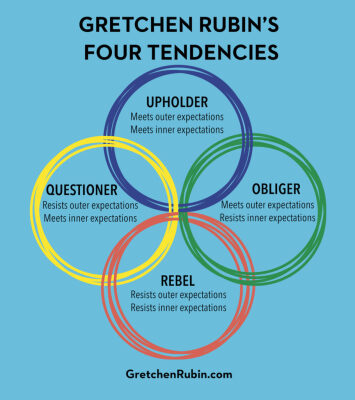 GRETCHEN RUBIN'S
FOUR TENDENCIES
UPHOLDER
Meets outer expectations
Meets inner expectations
QUESTIONER
Resists outer expectations
Meets inner expectations
OBLIGER
Meets outer expectations
Resists inner expectations
REBEL
Resists outer expectations
Resists inner expectations
GretchenRubin.com